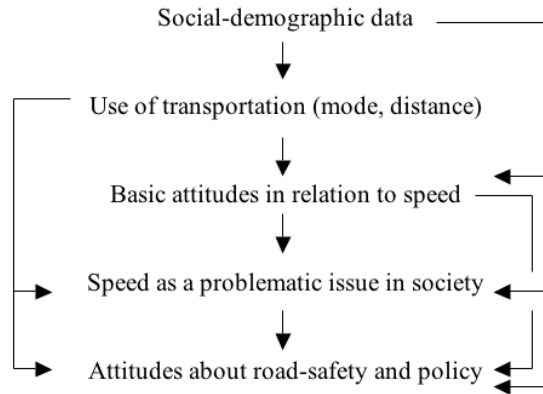 Social-demographic data
Use of transportation (mode, distance)
Basic attitudes in relation to speed
Speed as a problematic issue in society
Attitudes about road-safety and policy